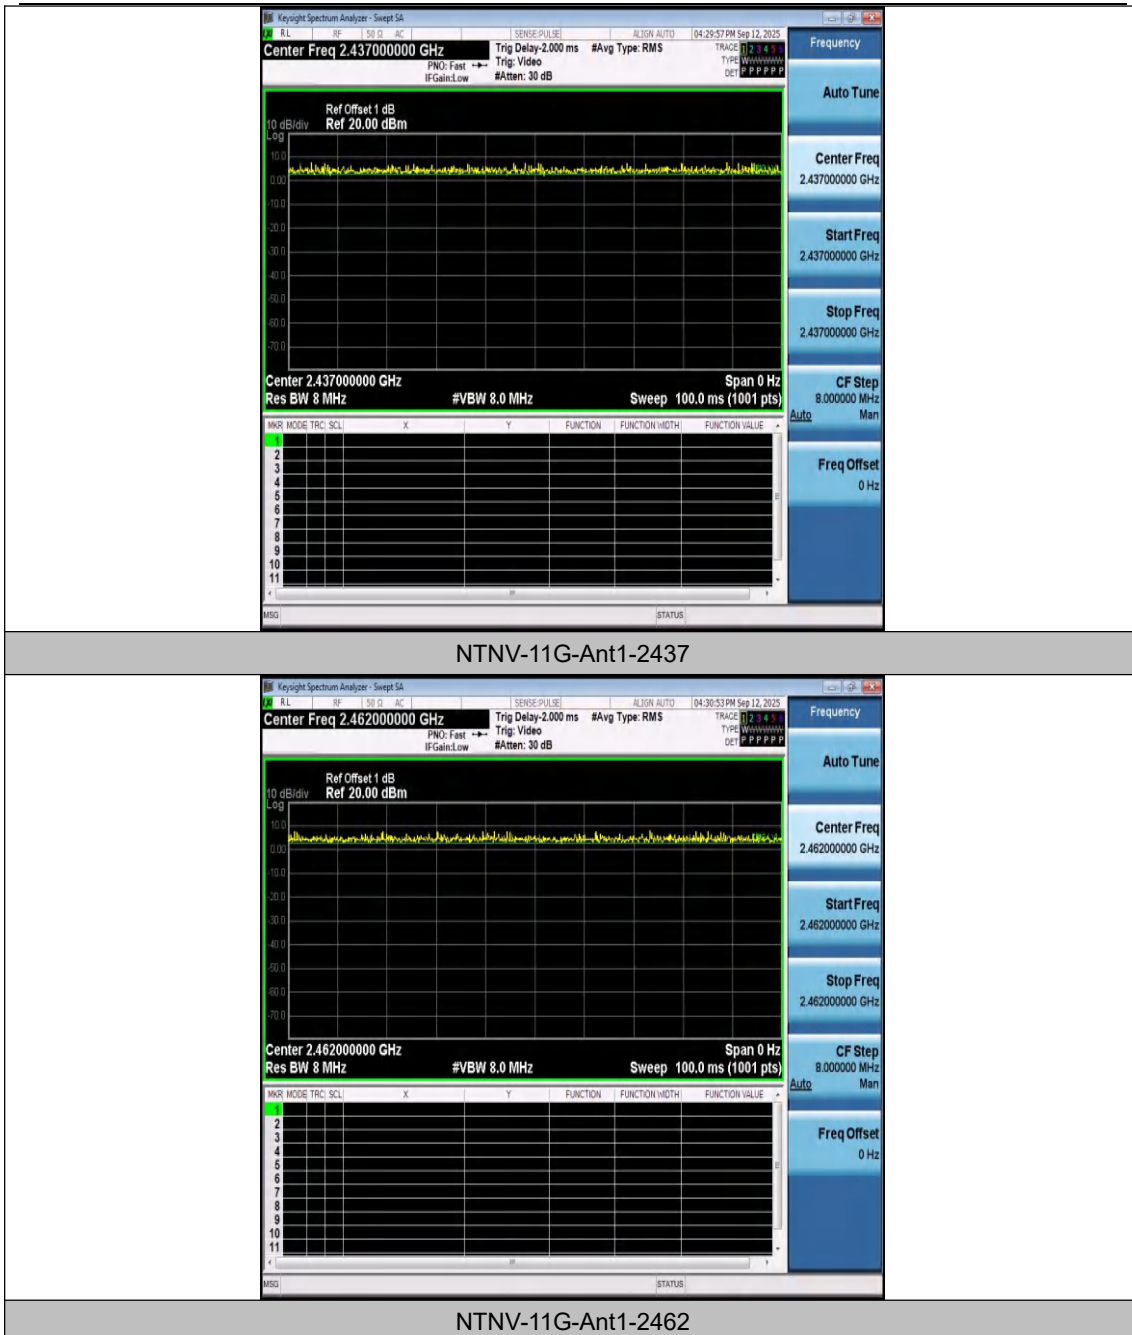 Keysight Spectrum Analyzer - Swept SA
RL RF 50 Ω AC SENSE:PULSE ALIGN AUTO 04:29:57 PM Sep 12, 2025
Center Freq 2.437000000 GHz Trig Delay-2.000 ms #Avg Type: RMS TRACE 1 2 3 4 5 6
PNO: Fast Trig: Video TYPE W
IFGain:Low #Atten: 30 dB DET P P P P P P
Frequency
Auto Tune
Ref Offset 1 dB
10 dB/div Ref 20.00 dBm
Log
10.0
0.00
-10.0
-20.0
-30.0
-40.0
-50.0
-60.0
-70.0
Center Freq
2.437000000 GHz
Start Freq
2.437000000 GHz
Stop Freq
2.437000000 GHz
Center 2.437000000 GHz Span 0 Hz
Res BW 8 MHz #VBW 8.0 MHz Sweep 100.0 ms (1001 pts)
CF Step
8.000000 MHz
Auto Man
MKR MODE TRC SCL X Y FUNCTION FUNCTION WIDTH FUNCTION VALUE
1
2
3
4
5
6
7
8
9
10
11
Freq Offset
0 Hz
MSG STATUS
NTNV-11G-Ant1-2437
Keysight Spectrum Analyzer - Swept SA
RL RF 50 Ω AC SENSE:PULSE ALIGN AUTO 04:30:53 PM Sep 12, 2025
Center Freq 2.462000000 GHz Trig Delay-2.000 ms #Avg Type: RMS TRACE 1 2 3 4 5 6
PNO: Fast Trig: Video TYPE W
IFGain:Low #Atten: 30 dB DET P P P P P P
Frequency
Auto Tune
Ref Offset 1 dB
10 dB/div Ref 20.00 dBm
Log
10.0
0.00
-10.0
-20.0
-30.0
-40.0
-50.0
-60.0
-70.0
Center Freq
2.462000000 GHz
Start Freq
2.462000000 GHz
Stop Freq
2.462000000 GHz
Center 2.462000000 GHz Span 0 Hz
Res BW 8 MHz #VBW 8.0 MHz Sweep 100.0 ms (1001 pts)
CF Step
8.000000 MHz
Auto Man
MKR MODE TRC SCL X Y FUNCTION FUNCTION WIDTH FUNCTION VALUE
1
2
3
4
5
6
7
8
9
10
11
Freq Offset
0 Hz
MSG STATUS
NTNV-11G-Ant1-2462